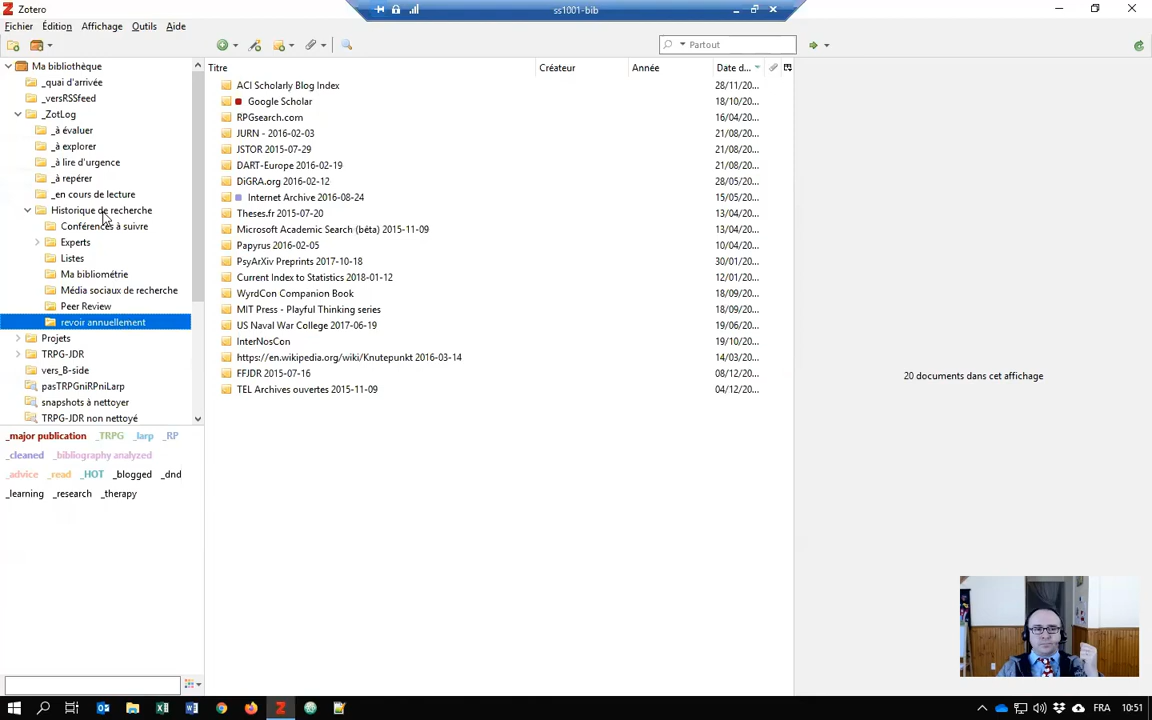 Zotero
ss1001-bib
Fichier Édition Affichage Outils Aide
Partout
Ma bibliothèque
_quai d'arrivée
_versRSSfeed
_ZotLog
_à évaluer
_à explorer
_à lire d'urgence
_à repérer
_en cours de lecture
Historique de recherche
Conférences à suivre
Experts
Listes
Ma bibliométrie
Média sociaux de recherche
Peer Review
revoir annuellement
Projets
TRPG-JDR
vers_B-side
pasTRPGniRPniLarp
snapshots à nettoyer
TRPG-JDR non nettoyé
_major publication _TRPG _larp _RP
_cleaned _bibliography analyzed
_advice _read _HOT _blogged _dnd
_learning _research _therapy
Titre Créateur Année Date d...
ACI Scholarly Blog Index 28/11/20...
Google Scholar 18/10/20...
RPGsearch.com 16/04/20...
JURN - 2016-02-03 21/08/20...
JSTOR 2015-07-29 21/08/20...
DART-Europe 2016-02-19 21/08/20...
DiGRA.org 2016-02-12 28/05/20...
Internet Archive 2016-08-24 15/05/20...
Theses.fr 2015-07-20 13/04/20...
Microsoft Academic Search (béta) 2015-11-09 13/04/20...
Papyrus 2016-02-05 10/04/20...
PsyArXiv Preprints 2017-10-18 30/01/20...
Current Index to Statistics 2018-01-12 12/01/20...
WyrdCon Companion Book 18/09/20...
MIT Press - Playful Thinking series 18/09/20...
US Naval War College 2017-06-19 19/06/20...
InterNosCon 19/10/20...
https://en.wikipedia.org/wiki/Knutepunkt 2016-03-14 14/03/20...
FFJDR 2015-07-16 08/12/20...
TEL Archives ouvertes 2015-11-09 04/12/20...
20 documents dans cet affichage
FRA 10:51